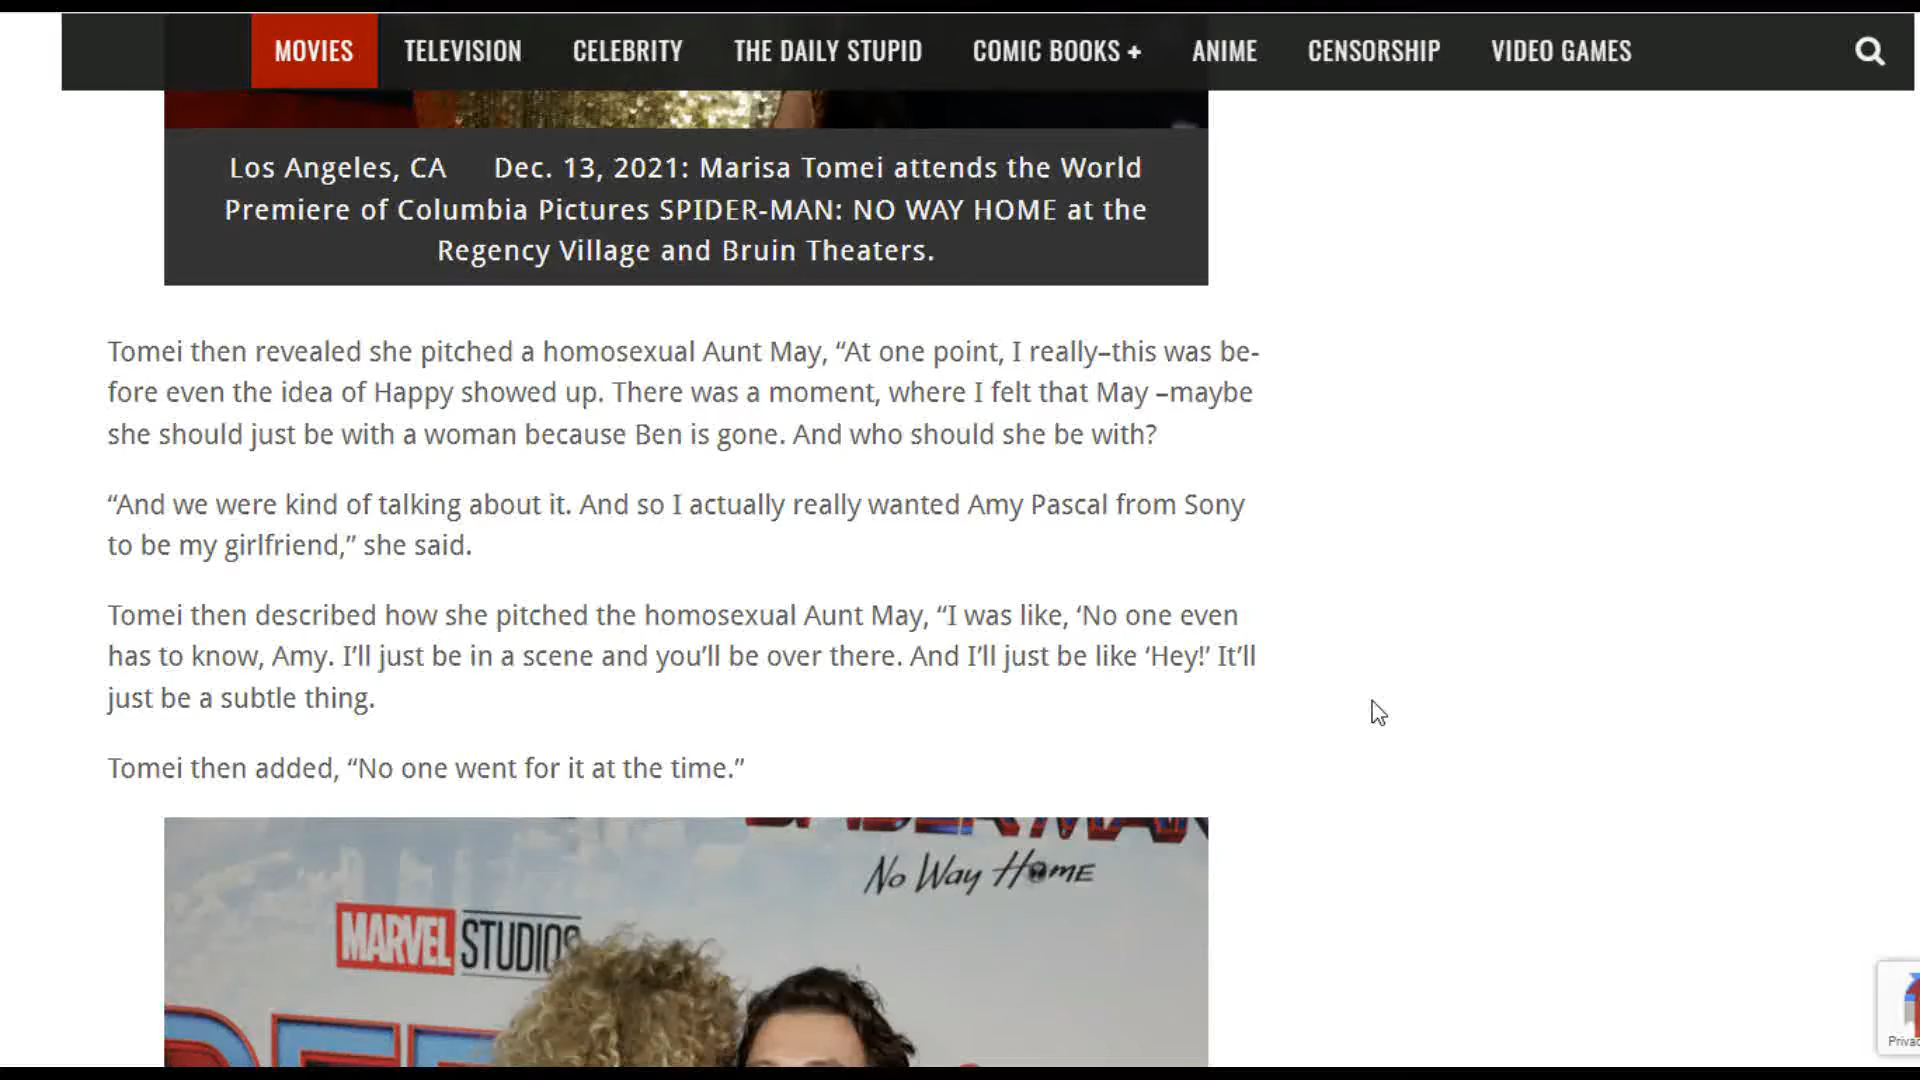 MOVIES TELEVISION CELEBRITY THE DAILY STUPID COMIC BOOKS + ANIME CENSORSHIP VIDEO GAMES
Los Angeles, CA Dec. 13, 2021: Marisa Tomei attends the World
Premiere of Columbia Pictures SPIDER-MAN: NO WAY HOME at the
Regency Village and Bruin Theaters.
Tomei then revealed she pitched a homosexual Aunt May, “At one point, I really–this was be-
fore even the idea of Happy showed up. There was a moment, where I felt that May –maybe
she should just be with a woman because Ben is gone. And who should she be with?
“And we were kind of talking about it. And so I actually really wanted Amy Pascal from Sony
to be my girlfriend,” she said.
Tomei then described how she pitched the homosexual Aunt May, “I was like, ‘No one even
has to know, Amy. I’ll just be in a scene and you’ll be over there. And I’ll just be like ‘Hey!’ It’ll
just be a subtle thing.
Tomei then added, “No one went for it at the time.”
SPIDER-MAN
No Way Home
MARVEL STUDIOS